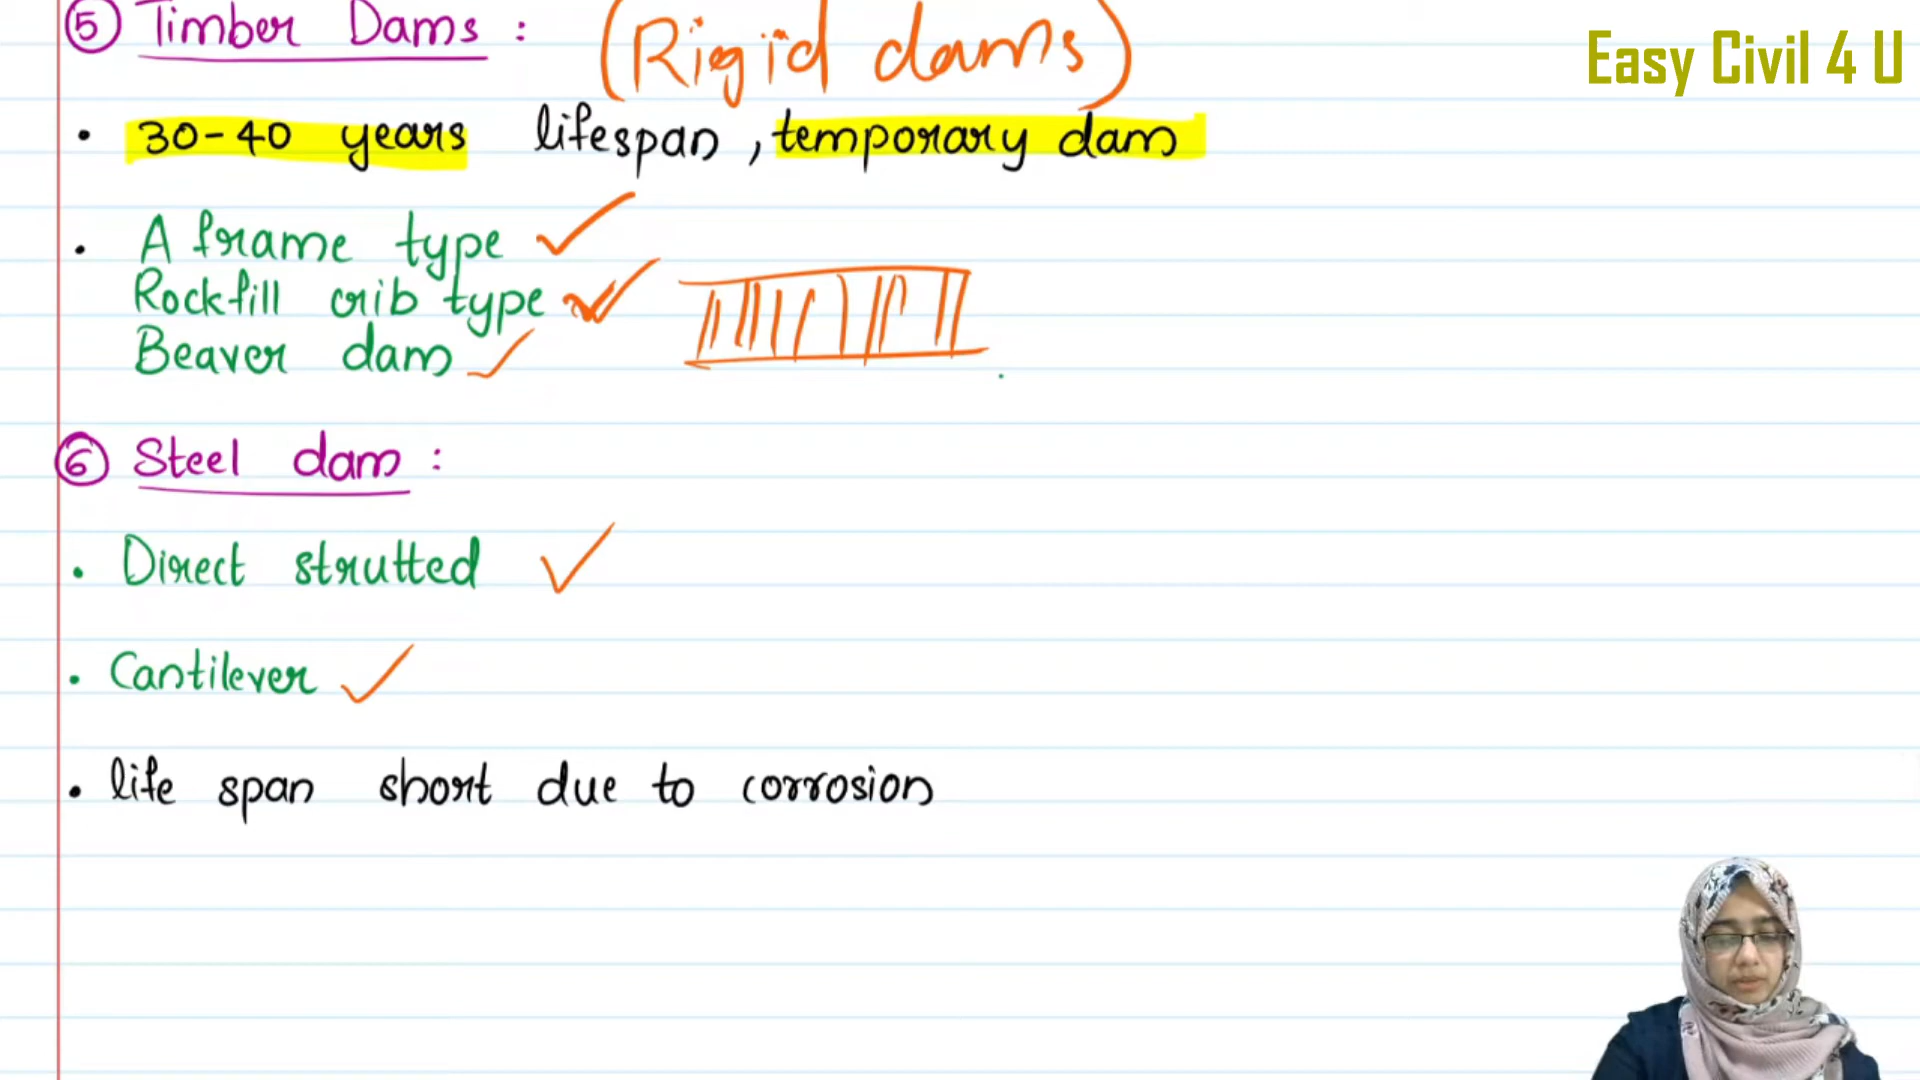 ⑤ Timber Dams : (Rigid dams)
Easy Civil 4 U
• 30-40 years lifespan, temporary dam
• A frame type
Rockfill crib type
Beaver dam
⑥ Steel dam :
• Direct strutted
• Cantilever
• life span short due to corrosion